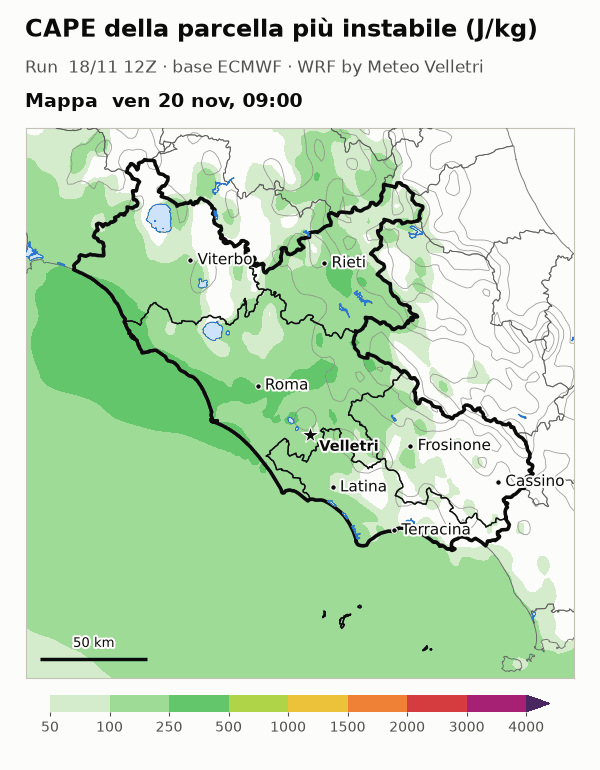 CAPE della parcella più instabile (J/kg)
Run  18/11 12Z · base ECMWF · WRF by Meteo Velletri
Mappa  ven 20 nov, 09:00
Viterbo
Rieti
Roma
Velletri
Frosinone
Latina
Cassino
Terracina
50 km
50 100 250 500 1000 1500 2000 3000 4000